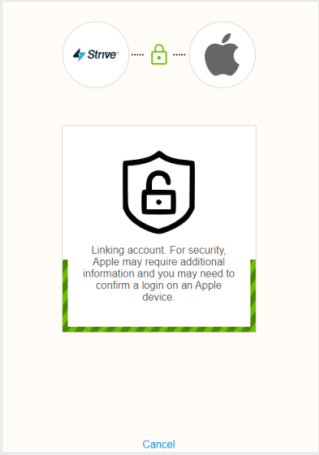 Strive
Linking account. For security,
Apple may require additional
information and you may need to
confirm a login on an Apple
device.
Cancel